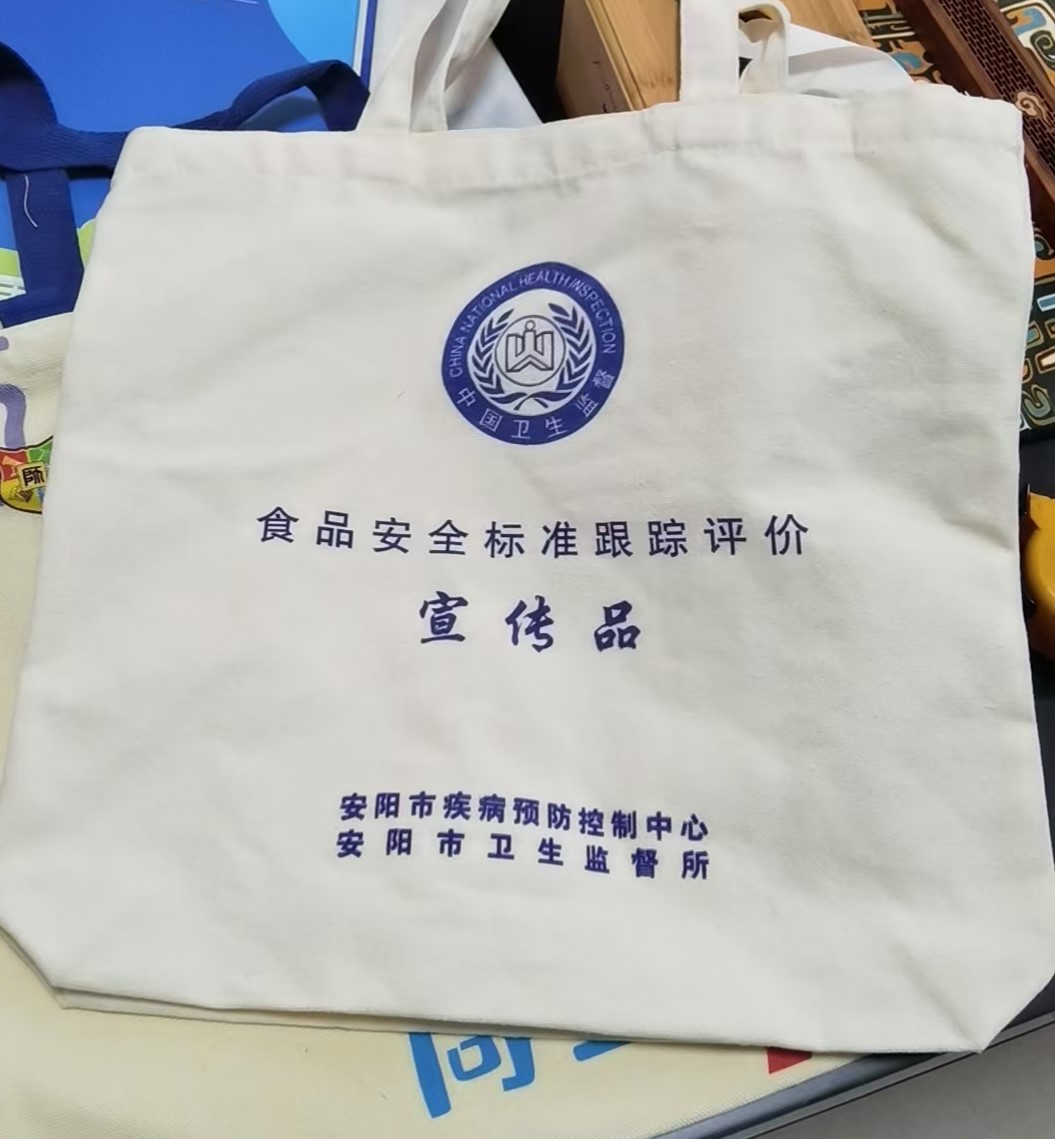 CHINA NATIONAL HEALTH INSPECTION
中国卫生监督
食品安全标准跟踪评价
宣传品
安阳市疾病预防控制中心
安阳市卫生监督所